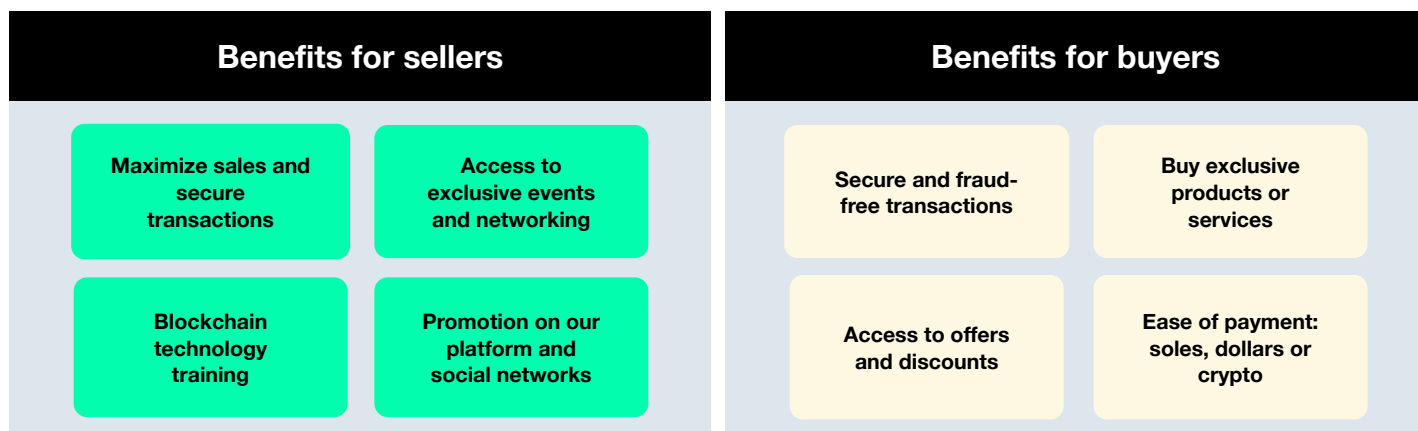 Benefits for sellers
Maximize sales and
secure
transactions
Access to
exclusive events
and networking
Blockchain
technology
training
Promotion on our
platform and
social networks
Benefits for buyers
Secure and fraud-
free transactions
Buy exclusive
products or
services
Access to offers
and discounts
Ease of payment:
soles, dollars or
crypto